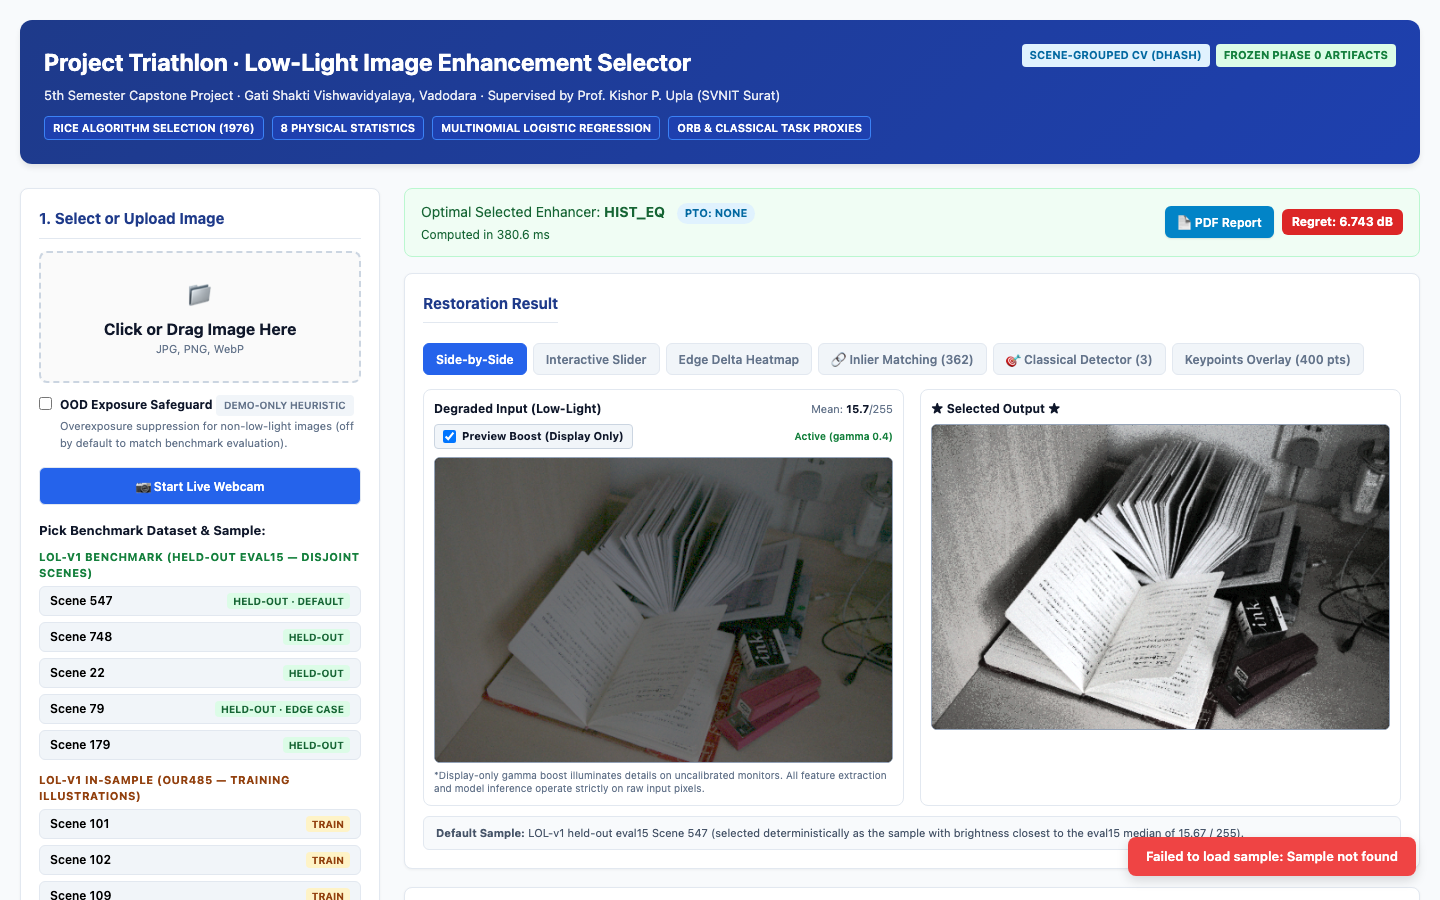 Project Triathlon · Low-Light Image Enhancement Selector
SCENE-GROUPED CV (DHASH)
FROZEN PHASE 0 ARTIFACTS
5th Semester Capstone Project · Gati Shakti Vishwavidyalaya, Vadodara · Supervised by Prof. Kishor P. Upla (SVNIT Surat)
RICE ALGORITHM SELECTION (1976)
8 PHYSICAL STATISTICS
MULTINOMIAL LOGISTIC REGRESSION
ORB & CLASSICAL TASK PROXIES
1. Select or Upload Image
Click or Drag Image Here
JPG, PNG, WebP
OOD Exposure Safeguard DEMO-ONLY HEURISTIC
Overexposure suppression for non-low-light images (off
by default to match benchmark evaluation).
Start Live Webcam
Pick Benchmark Dataset & Sample:
LOL-V1 BENCHMARK (HELD-OUT EVAL15 — DISJOINT
SCENES)
Scene 547 HELD-OUT · DEFAULT
Scene 748 HELD-OUT
Scene 22 HELD-OUT
Scene 79 HELD-OUT · EDGE CASE
Scene 179 HELD-OUT
LOL-V1 IN-SAMPLE (OUR485 — TRAINING
ILLUSTRATIONS)
Scene 101 TRAIN
Scene 102 TRAIN
Scene 109 TRAIN
Optimal Selected Enhancer: HIST_EQ PTO: NONE
Computed in 380.6 ms
PDF Report
Regret: 6.743 dB
Restoration Result
Side-by-Side
Interactive Slider
Edge Delta Heatmap
Inlier Matching (362)
Classical Detector (3)
Keypoints Overlay (400 pts)
Degraded Input (Low-Light)
Mean: 15.7/255
Preview Boost (Display Only)
Active (gamma 0.4)
ink
*Display-only gamma boost illuminates details on uncalibrated monitors. All feature extraction
and model inference operate strictly on raw input pixels.
★ Selected Output ★
ink
Default Sample: LOL-v1 held-out eval15 Scene 547 (selected deterministically as the sample with brightness closest to the eval15 median of 15.67 / 255).
Failed to load sample: Sample not found